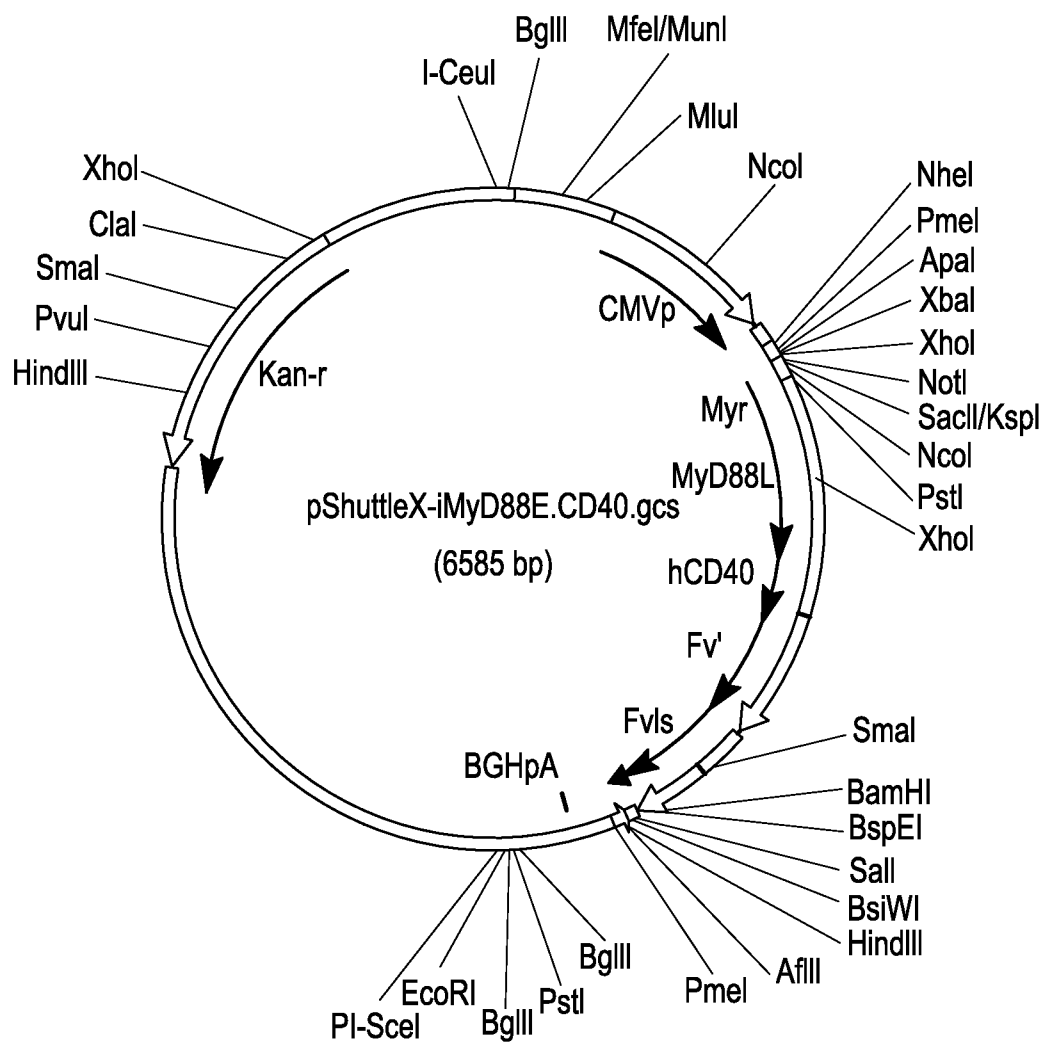 BglII
MfeI/MunI
I-CeuI
MluI
XhoI
NcoI
NheI
ClaI
PmeI
ApaI
SmaI
XbaI
CMVp
PvuI
XhoI
HindIII
Kan-r
NotI
Myr
SacII/KspI
NcoI
MyD88L
PstI
pShuttleX-iMyD88E.CD40.gcs
XhoI
(6585 bp)
hCD40
Fv'
Fvls
SmaI
BGHpA
BamHI
BspEI
SalI
BsiWI
HindIII
BglII
AflII
PmeI
EcoRI
PstI
BglII
PI-SceI